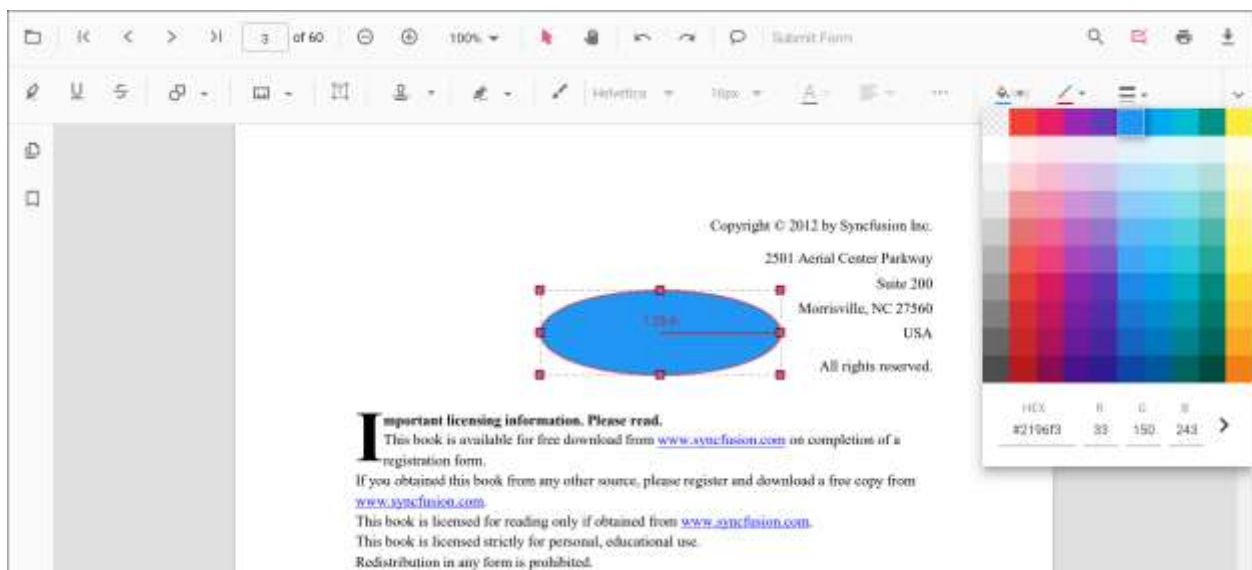 3 of 60 100% Submit Form
Helvetica 16px A
Copyright © 2012 by Syncfusion Inc.
2501 Aerial Center Parkway
Suite 200
Morrisville, NC 27560
USA
All rights reserved.
HEX R G B
#2196f3 33 150 243
Important licensing information. Please read.
This book is available for free download from www.syncfusion.com on completion of a
registration form.
If you obtained this book from any other source, please register and download a free copy from
www.syncfusion.com.
This book is licensed for reading only if obtained from www.syncfusion.com.
This book is licensed strictly for personal, educational use.
Redistribution in any form is prohibited.